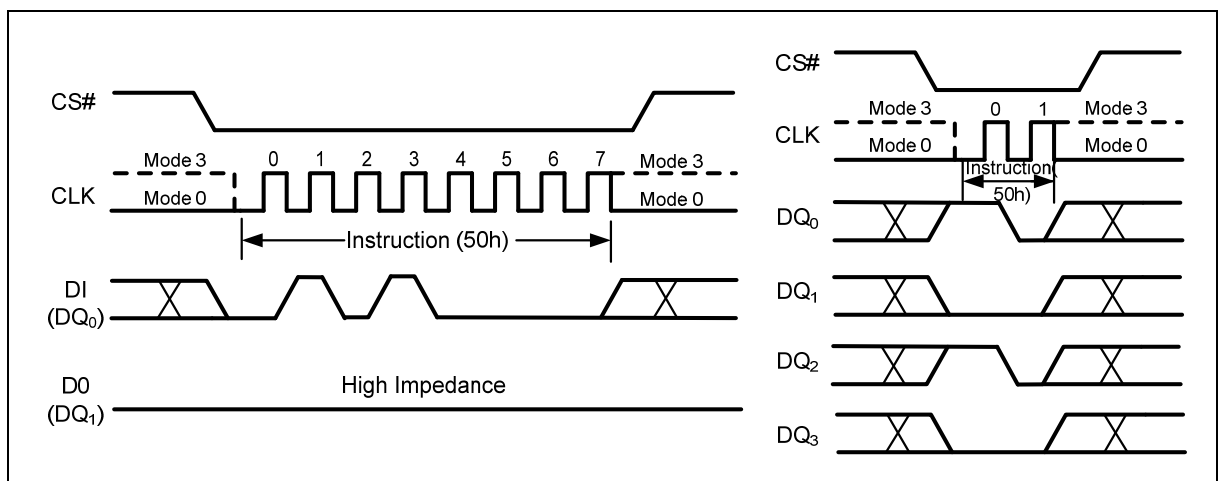 CS#
Mode 3
0 1 2 3 4 5 6 7
Mode 3
CLK
Mode 0
Mode 0
Instruction (50h)
DI
(DQ0)
D0
(DQ1)
High Impedance
CS#
Mode 3
0 1
Mode 3
CLK
Mode 0
Mode 0
Instruction(
50h)
DQ0
DQ1
DQ2
DQ3